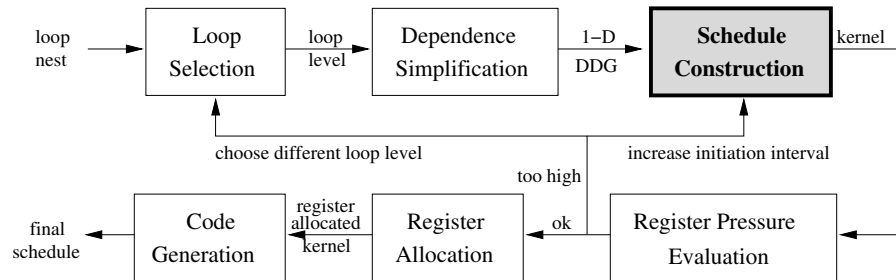 loop
nest
Loop
Selection
loop
level
Dependence
Simplification
1-D
DDG
Schedule
Construction
kernel
choose different loop level
increase initiation interval
too high
final
schedule
Code
Generation
register
allocated
kernel
Register
Allocation
ok
Register Pressure
Evaluation